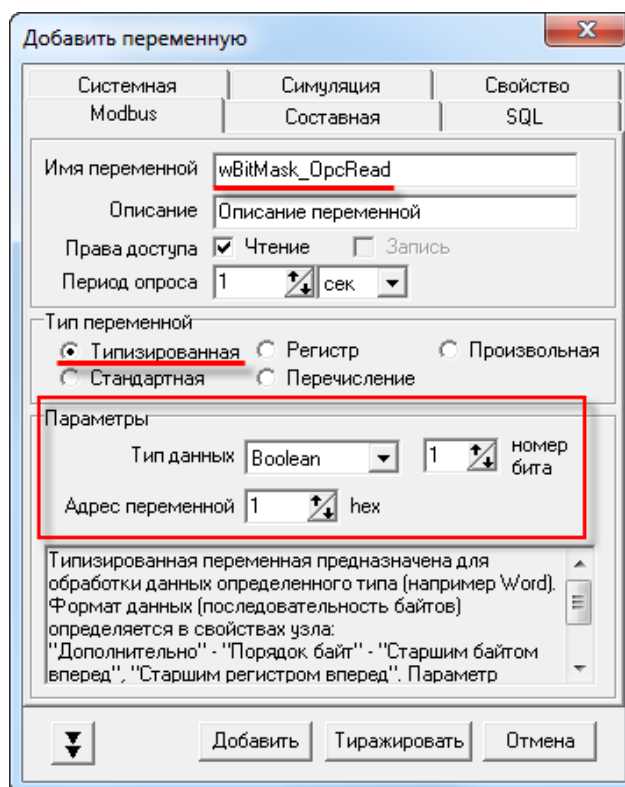 Добавить переменную
Системная Симуляция Свойство
Modbus Составная SQL
Имя переменной wBitMask_OpcRead
Описание Описание переменной
Права доступа Чтение Запись
Период опроса 1 сек
Тип переменной
Типизированная Регистр Произвольная
Стандартная Перечисление
Параметры
Тип данных Boolean 1 номер бита
Адрес переменной 1 hex
Типизированная переменная предназначена для
обработки данных определенного типа (например Word).
Формат данных (последовательность байтов)
определяется в свойствах узла:
"Дополнительно" - "Порядок байт" - "Старшим байтом
вперед", "Старшим регистром вперед". Параметр
Добавить Тиражировать Отмена